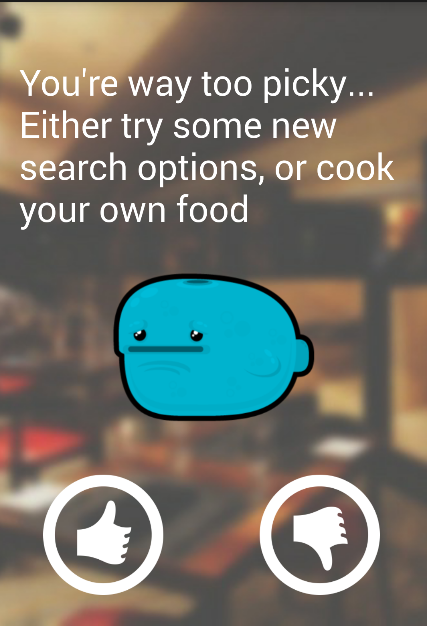 You're way too picky...
Either try some new
search options, or cook
your own food